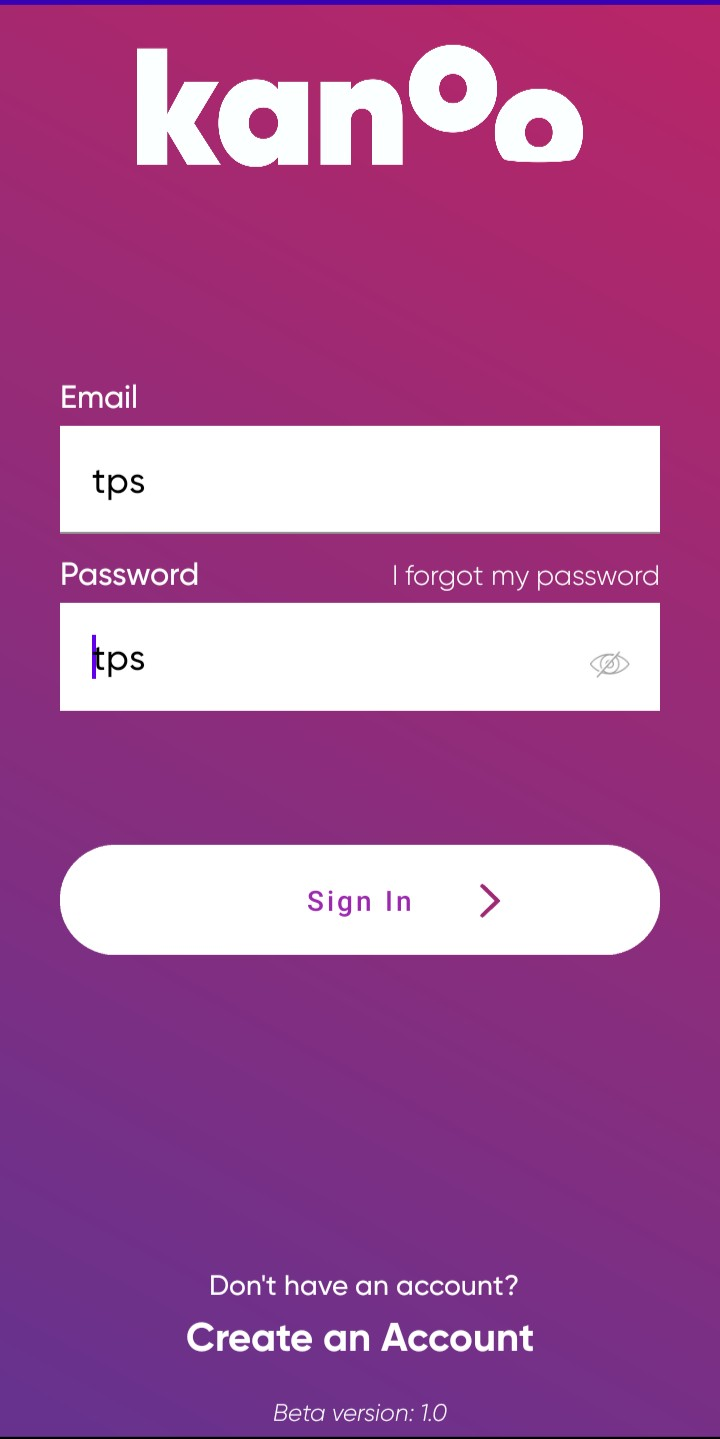 kanoo
Email
tps
Password I forgot my password
tps
Sign In
Don't have an account?
Create an Account
Beta version: 1.0